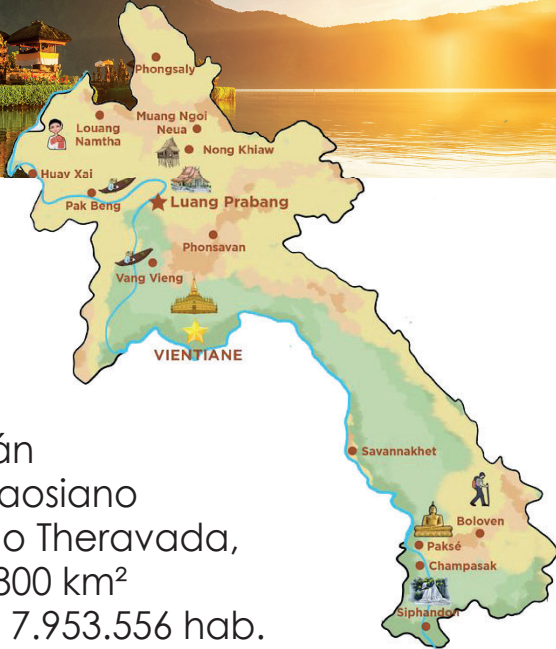 Phongsaly
Louang
Namtha
Muang Ngoi
Neua
Nong Khiaw
Huav Xai
Pak Beng
Luang Prabang
Phonsavan
Vang Vieng
VIENTIANE
Savannakhet
Boloven
Paksé
Champasak
Siphandon
án
aosiano
o Theravada,
300 km²
7.953.556 hab.